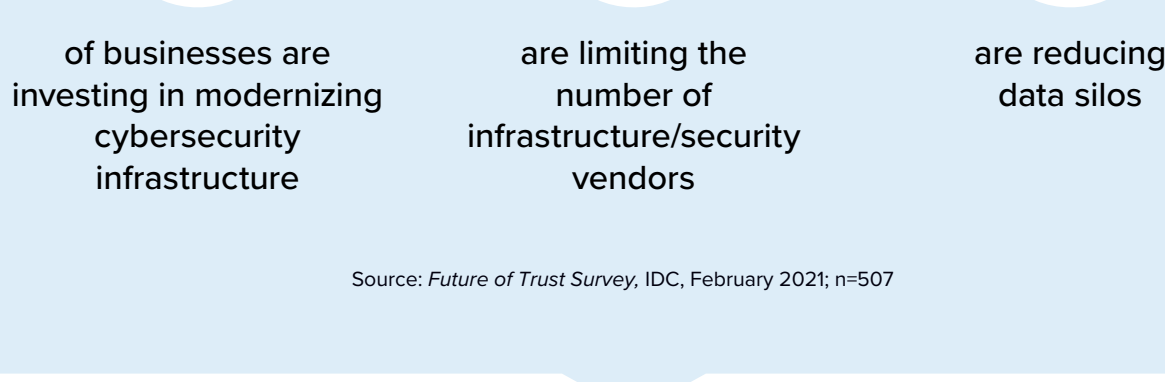 of businesses are
investing in modernizing
cybersecurity
infrastructure
are limiting the
number of
infrastructure/security
vendors
are reducing
data silos
Source: Future of Trust Survey, IDC, February 2021; n=507